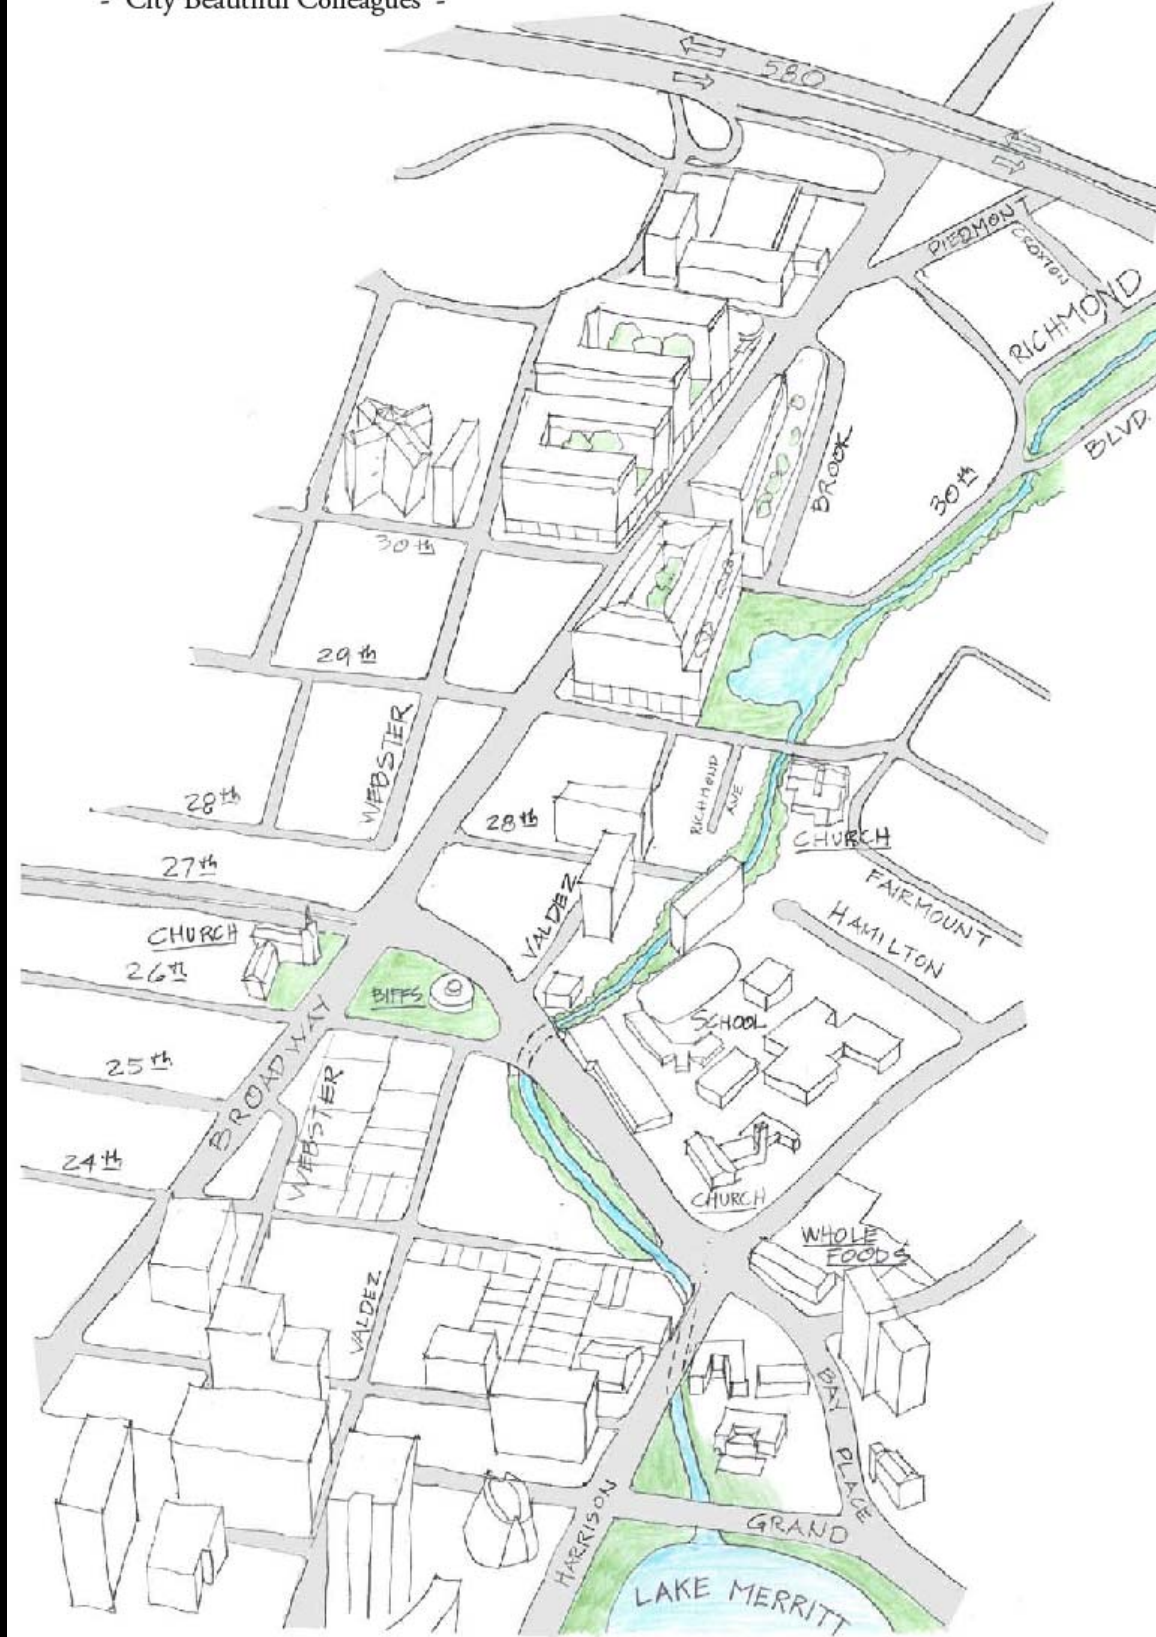 - City Beautiful Colleagues -
580
PIEDMONT
CROXTON
RICHMOND
BLVD.
BROOK
30th
30th
29th
WEBSTER
28th
28th
RICHMOND
AVE
CHURCH
27th
VALDEZ
FAIRMOUNT
HAMILTON
CHURCH
26th
BIFFS
SCHOOL
25th
BROADWAY
WEBSTER
24th
CHURCH
WHOLE
FOODS
VALDEZ
BAY PLACE
HARRISON
GRAND
LAKE MERRITT